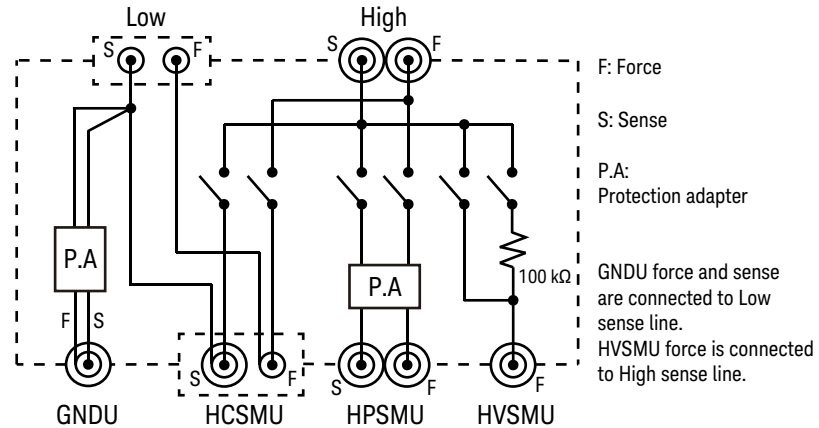 Low
High
S
F
S
F
F: Force
S: Sense
P.A:
Protection adapter
P.A
P.A
100 kΩ
GNDU force and sense
are connected to Low
sense line.
HVSMU force is connected
to High sense line.
F
S
S
F
S
F
F
GNDU
HCSMU
HPSMU
HVSMU